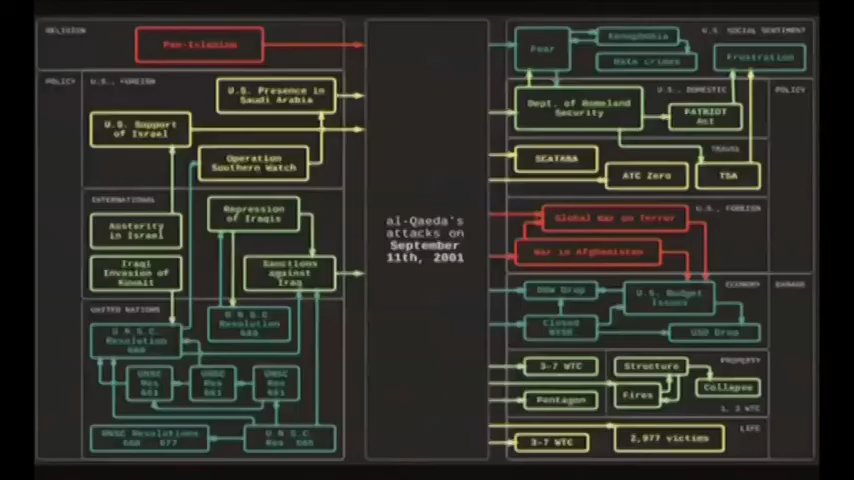 RELIGION
Pan-Islamism
POLICY
U.S., FOREIGN
U.S. Presence in
Saudi Arabia
U.S. Support
of Israel
Operation
Southern Watch
INTERNATIONAL
Austerity
in Israel
Repression
of Iraqis
Iraqi
Invasion of
Kuwait
Sanctions
against
Iraq
UNITED NATIONS
U.N.S.C.
Resolution
U.N.S.C
Resolution
UNSC
Res
UNSC
Res
UNSC
Res
UNSC Resolutions
U.N.S.C
Res
al-Qaeda's
attacks on
September
11th, 2001
U.S. SOCIAL SENTIMENT
Fear
Xenophobia
Hate crimes
Frustration
U.S., DOMESTIC
POLICY
Dept. of Homeland
Security
PATRIOT
Act
TRAVEL
SCATANA
ATC Zero
TSA
U.S., FOREIGN
Global War on Terror
War in Afghanistan
ECONOMY
DAMAGE
DOW Drop
U.S. Budget
Issues
Closed
NYSE
USD Drop
PROPERTY
3-7 WTC
Structure
Collapse
Pentagon
Fires
1, 2 WTC
LIFE
3-7 WTC
2,977 victims